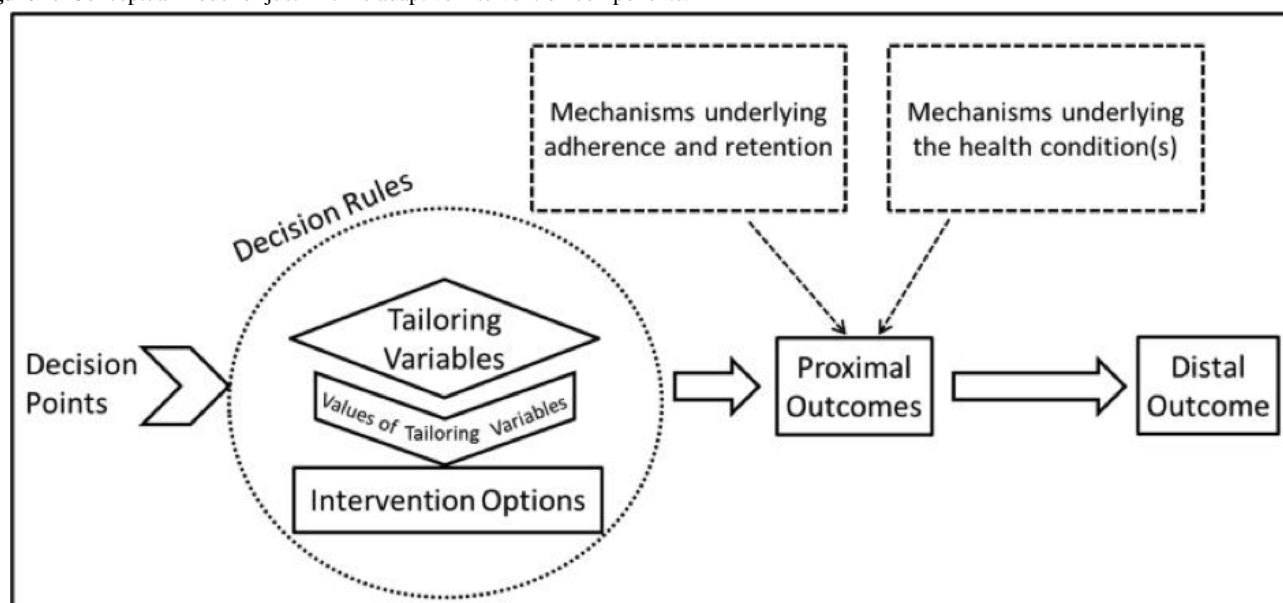 Mechanisms underlying
adherence and retention
Mechanisms underlying
the health condition(s)
Decision Rules
Decision
Points
Tailoring
Variables
Values of Tailoring Variables
Intervention Options
Proximal
Outcomes
Distal
Outcome